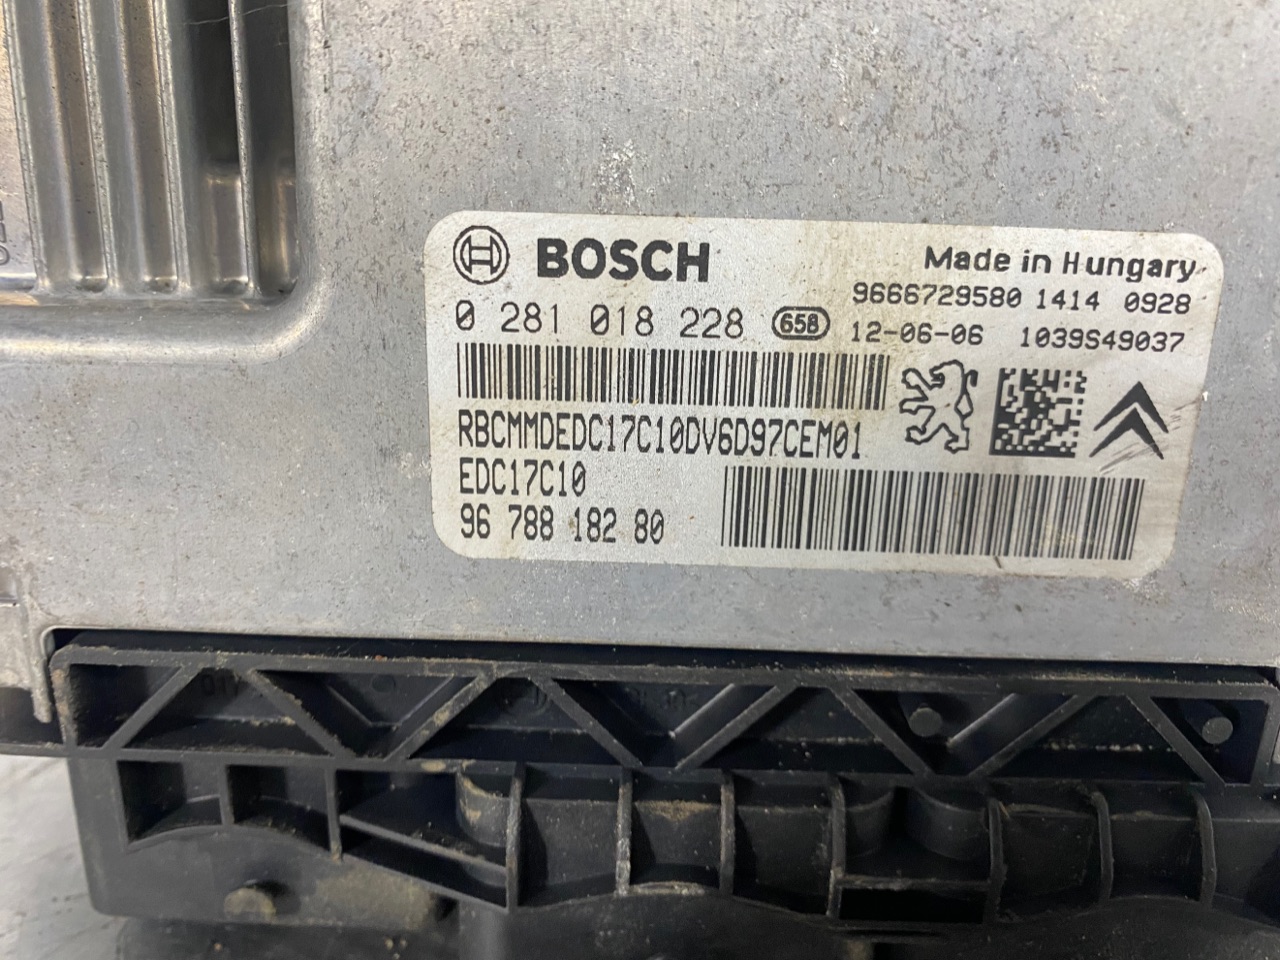 BOSCH
Made in Hungary
9666729580 1414 0928
0 281 018 228 658 12-06-06 1039S49037
RBCMMDEDC17C10DV6D97CEM01
EDC17C10
96 788 182 80